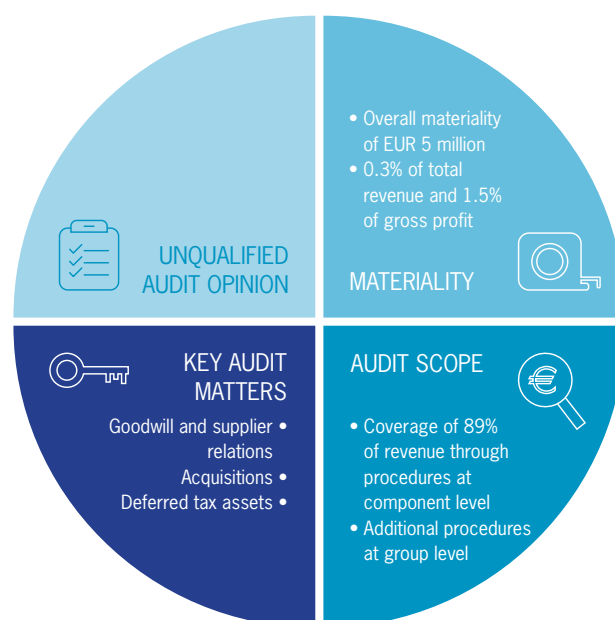 UNQUALIFIED
AUDIT OPINION
• Overall materiality
of EUR 5 million
• 0.3% of total
revenue and 1.5%
of gross profit
MATERIALITY
KEY AUDIT
MATTERS
Goodwill and supplier •
relations
Acquisitions •
Deferred tax assets •
AUDIT SCOPE
• Coverage of 89%
of revenue through
procedures at
component level
• Additional procedures
at group level